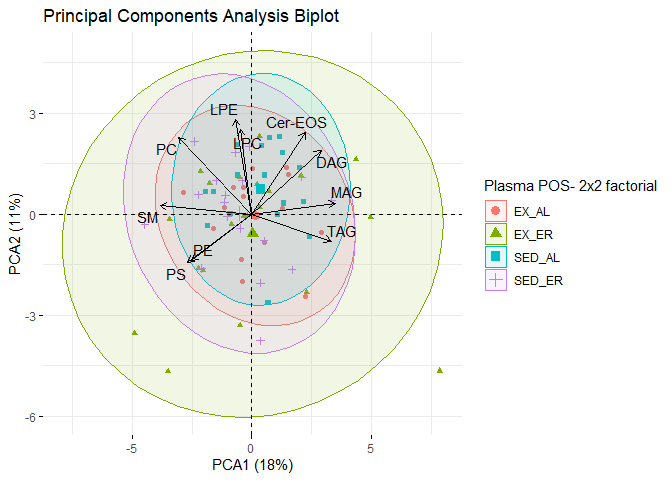 Principal Components Analysis Biplot
PCA2 (11%)
3
0
-3
-6
LPE
LPC
Cer-EOS
PC
DAG
MAG
SM
TAG
PE
PS
-5
0
5
PCA1 (18%)
Plasma POS- 2x2 factorial
EX_AL
EX_ER
SED_AL
SED_ER